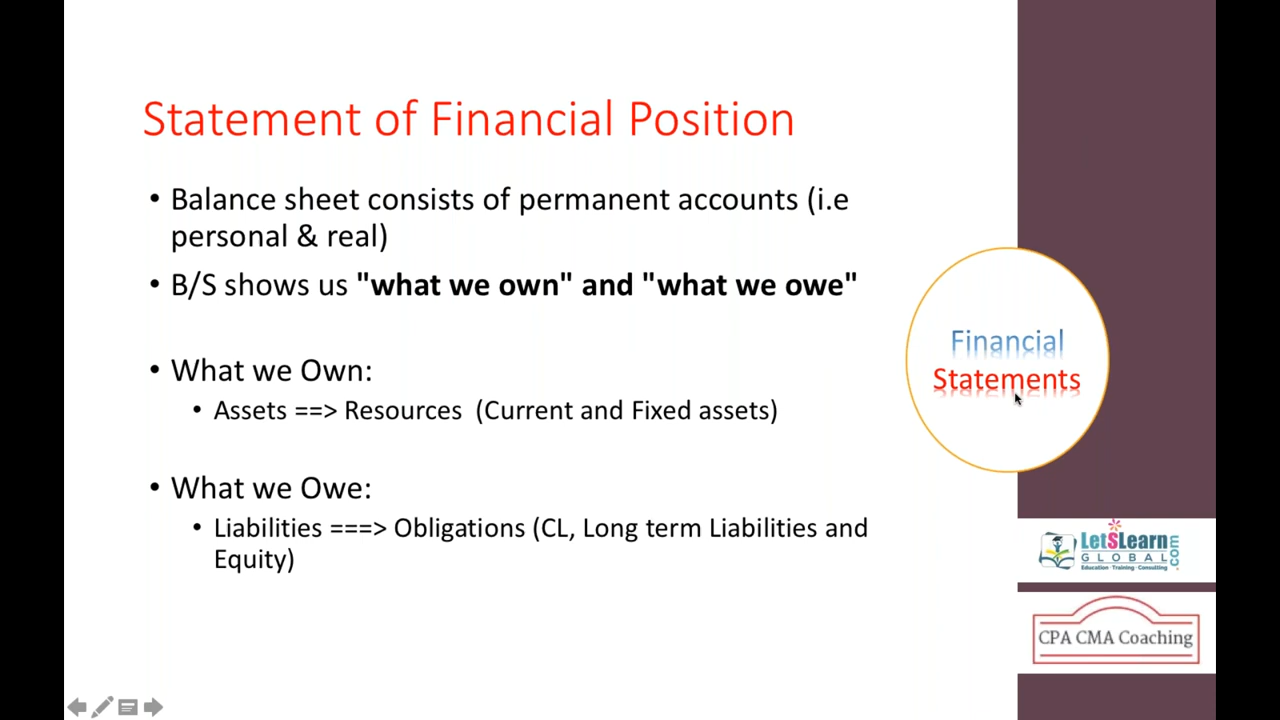 Statement of Financial Position
• Balance sheet consists of permanent accounts (i.e
personal & real)
• B/S shows us "what we own" and "what we owe"
• What we Own:
• Assets ==> Resources (Current and Fixed assets)
• What we Owe:
• Liabilities ===> Obligations (CL, Long term Liabilities and
Equity)
Financial
Statements
LetSLearn
GLOBAL
.com
Education · Training · Consulting
CPA CMA Coaching